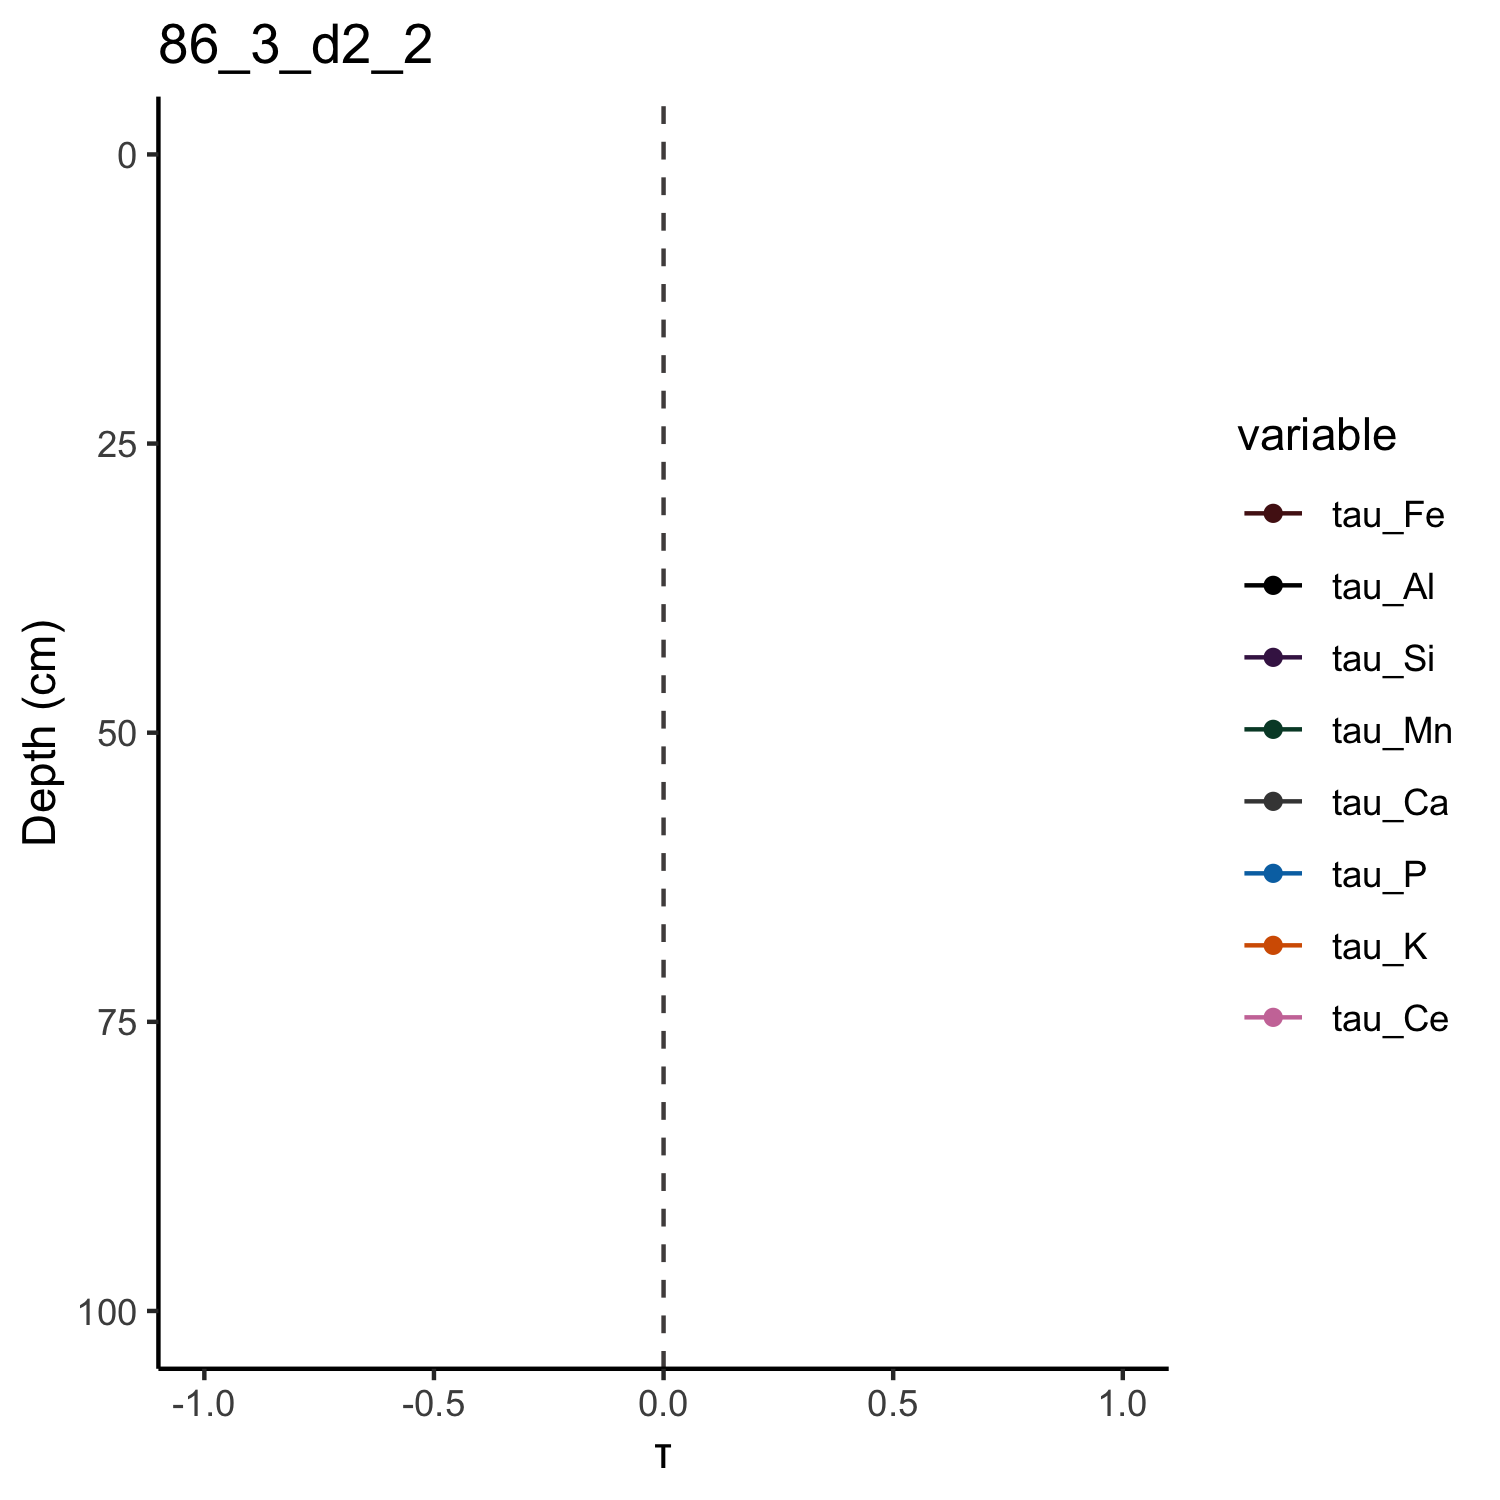 86_3_d2_2
0
25
50
75
100
Depth (cm)
-1.0
-0.5
0.0
0.5
1.0
τ
variable
tau_Fe
tau_Al
tau_Si
tau_Mn
tau_Ca
tau_P
tau_K
tau_Ce